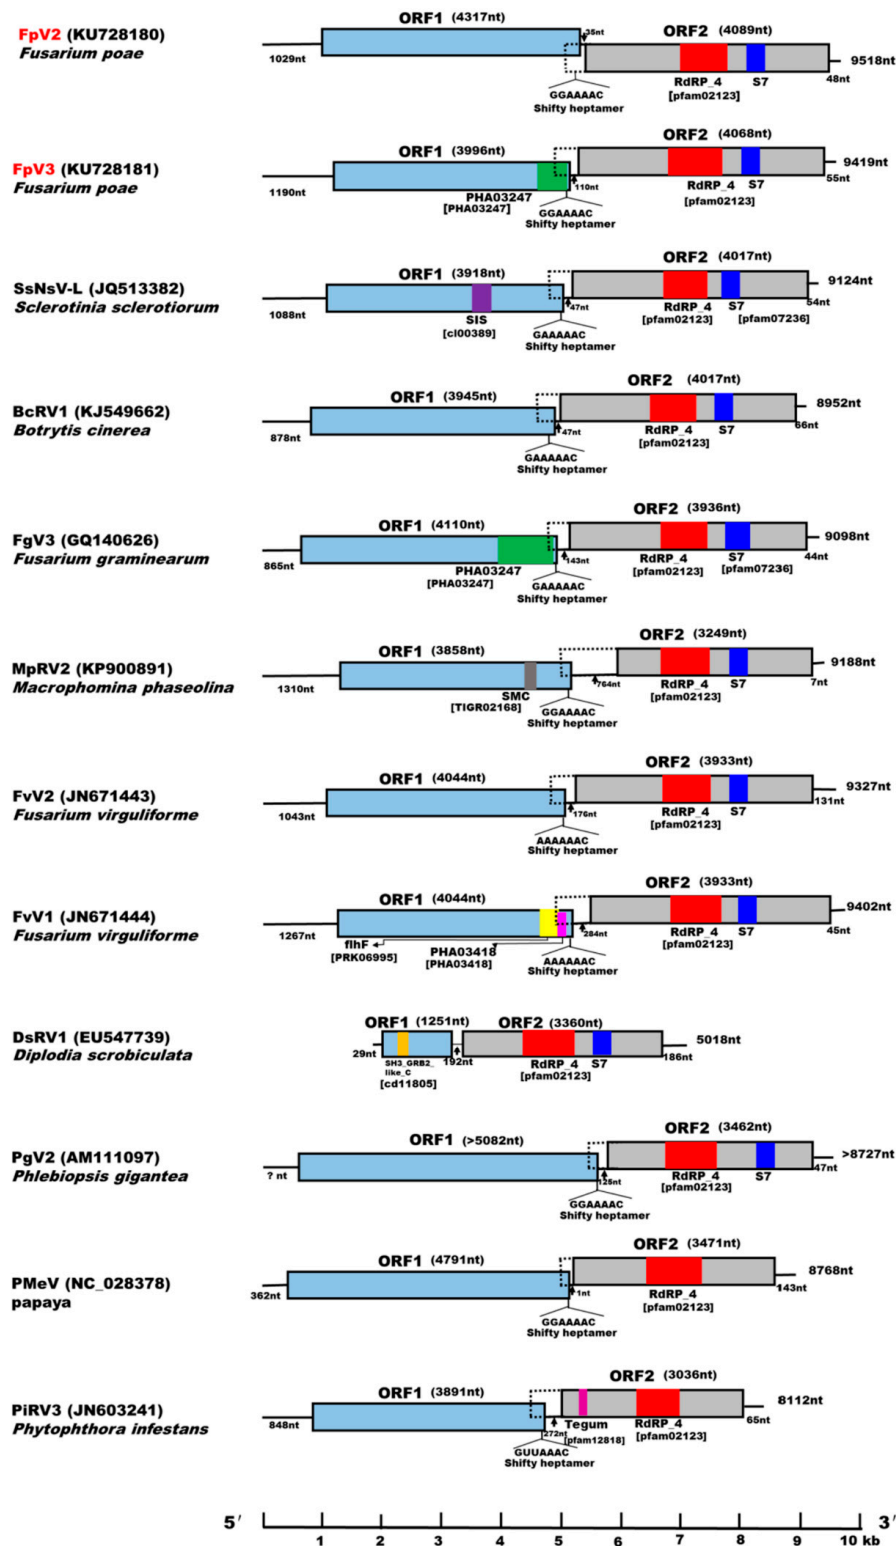 FpV2 (KU728180)
Fusarium poae
1029nt
ORF1 (4317nt)
35nt
ORF2 (4089nt)
9518nt
48nt
RdRP_4
S7
[pfam02123]
GGAAAAC
Shifty heptamer
FpV3 (KU728181)
Fusarium poae
1190nt
ORF1 (3996nt)
PHA03247
[PHA03247]
110nt
ORF2 (4068nt)
9419nt
55nt
RdRP_4
S7
[pfam02123]
GGAAAAC
Shifty heptamer
SsNsV-L (JQ513382)
Sclerotinia sclerotiorum
1088nt
ORF1 (3918nt)
SIS
[cl00389]
47nt
ORF2 (4017nt)
9124nt
54nt
RdRP_4
S7
[pfam02123]
[pfam07236]
GAAAAAC
Shifty heptamer
BcRV1 (KJ549662)
Botrytis cinerea
878nt
ORF1 (3945nt)
47nt
ORF2 (4017nt)
8952nt
66nt
RdRP_4
S7
[pfam02123]
GAAAAAC
Shifty heptamer
FgV3 (GQ140626)
Fusarium graminearum
865nt
ORF1 (4110nt)
PHA03247
[PHA03247]
143nt
ORF2 (3936nt)
9098nt
44nt
RdRP_4
S7
[pfam02123]
[pfam07236]
GAAAAAC
Shifty heptamer
MpRV2 (KP900891)
Macrophomina phaseolina
1310nt
ORF1 (3858nt)
SMC
[TIGR02168]
764nt
ORF2 (3249nt)
9188nt
7nt
RdRP_4
S7
[pfam02123]
GGAAAAC
Shifty heptamer
FvV2 (JN671443)
Fusarium virguliforme
1043nt
ORF1 (4044nt)
176nt
ORF2 (3933nt)
9327nt
131nt
RdRP_4
S7
[pfam02123]
AAAAAAC
Shifty heptamer
FvV1 (JN671444)
Fusarium virguliforme
1267nt
ORF1 (4044nt)
flhF
[PRK06995]
PHA03418
[PHA03418]
284nt
ORF2 (3933nt)
9402nt
45nt
RdRP_4
S7
[pfam02123]
AAAAAAC
Shifty heptamer
DsRV1 (EU547739)
Diplodia scrobiculata
29nt
ORF1 (1251nt)
SH3_GRB2_
like_C
[cd11805]
192nt
ORF2 (3360nt)
5018nt
186nt
RdRP_4
S7
[pfam02123]
PgV2 (AM111097)
Phlebiopsis gigantea
? nt
ORF1 (>5082nt)
125nt
ORF2 (3462nt)
>8727nt
47nt
RdRP_4
S7
[pfam02123]
GGAAAAC
Shifty heptamer
PMeV (NC_028378)
papaya
362nt
ORF1 (4791nt)
1nt
ORF2 (3471nt)
8768nt
143nt
RdRP_4
[pfam02123]
GGAAAAC
Shifty heptamer
PiRV3 (JN603241)
Phytophthora infestans
848nt
ORF1 (3891nt)
272nt
ORF2 (3036nt)
8112nt
65nt
Tegum
[pfam12818]
RdRP_4
[pfam02123]
GUUAAAC
Shifty heptamer
5′
3′
1 2 3 4 5 6 7 8 9 10 kb